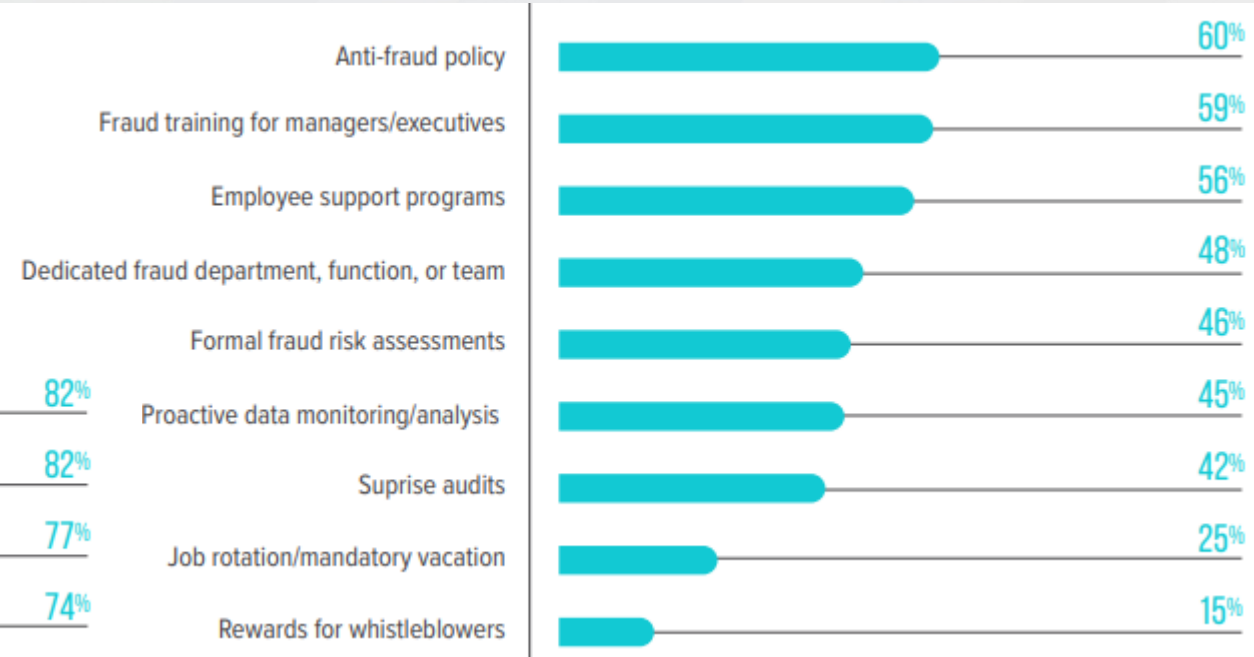 Anti-fraud policy 60%
Fraud training for managers/executives 59%
Employee support programs 56%
Dedicated fraud department, function, or team 48%
Formal fraud risk assessments 46%
82%
Proactive data monitoring/analysis 45%
82%
Suprise audits 42%
77%
Job rotation/mandatory vacation 25%
74%
Rewards for whistleblowers 15%